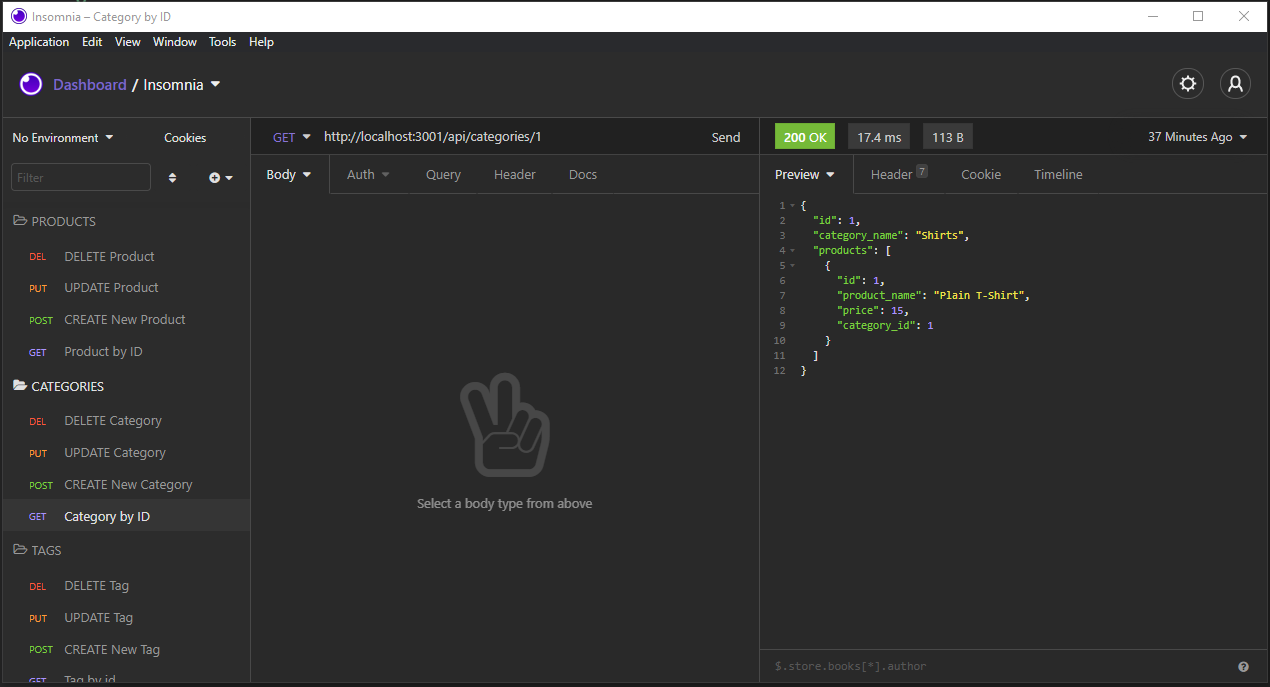 Insomnia – Category by ID
Application Edit View Window Tools Help
Dashboard / Insomnia
No Environment Cookies
Filter
PRODUCTS
DEL DELETE Product
PUT UPDATE Product
POST CREATE New Product
GET Product by ID
CATEGORIES
DEL DELETE Category
PUT UPDATE Category
POST CREATE New Category
GET Category by ID
TAGS
DEL DELETE Tag
PUT UPDATE Tag
POST CREATE New Tag
GET Tag by id
GET http://localhost:3001/api/categories/1 Send
Body Auth Query Header Docs
Select a body type from above
200 OK 17.4 ms 113 B 37 Minutes Ago
Preview Header 7 Cookie Timeline
1 {
2 "id": 1,
3 "category_name": "Shirts",
4 "products": [
5 {
6 "id": 1,
7 "product_name": "Plain T-Shirt",
8 "price": 15,
9 "category_id": 1
10 }
11 ]
12 }
$.store.books[*].author